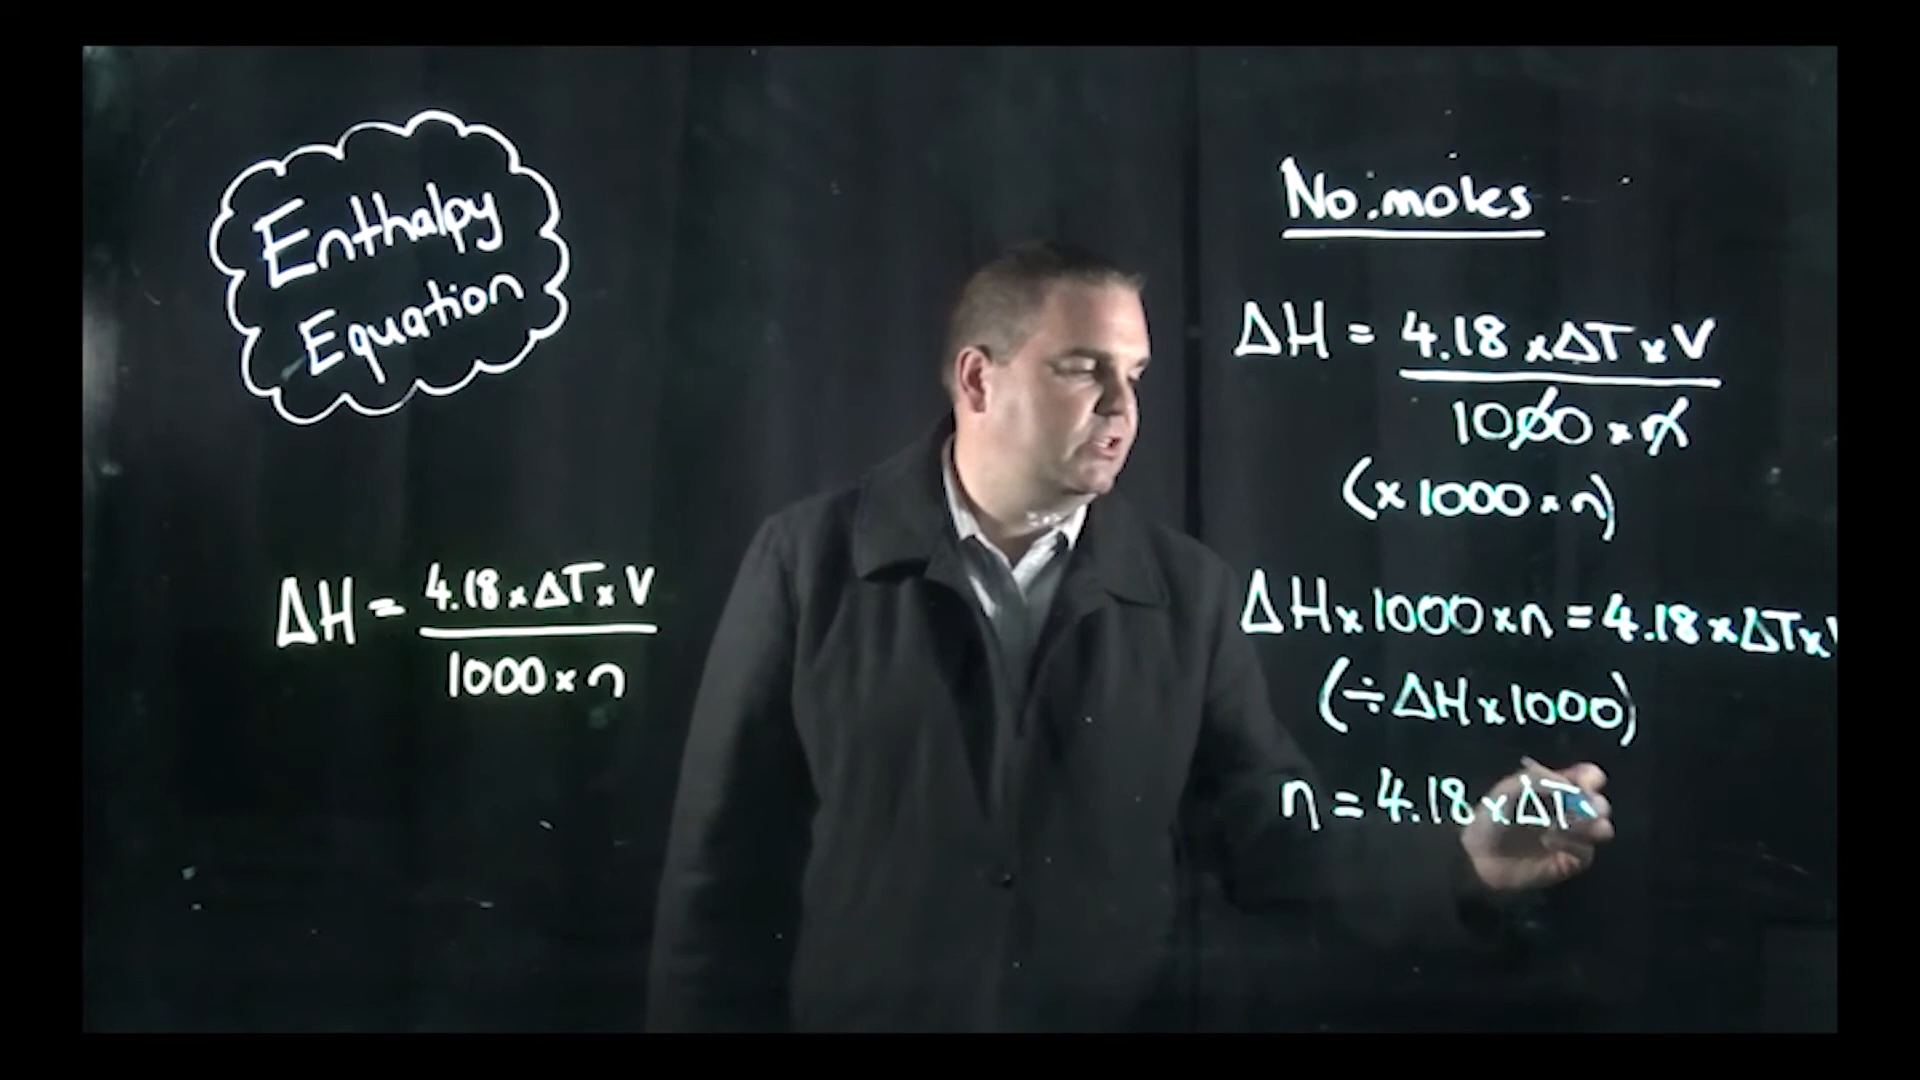 Enthalpy
Equation
ΔH = 4.18 x ΔT x V
1000 x n
No. moles
ΔH = 4.18 x ΔT x V
1000 x n
(x 1000 x n)
ΔH x 1000 x n = 4.18 x ΔT x
(÷ ΔH x 1000)
n = 4.18 x ΔT